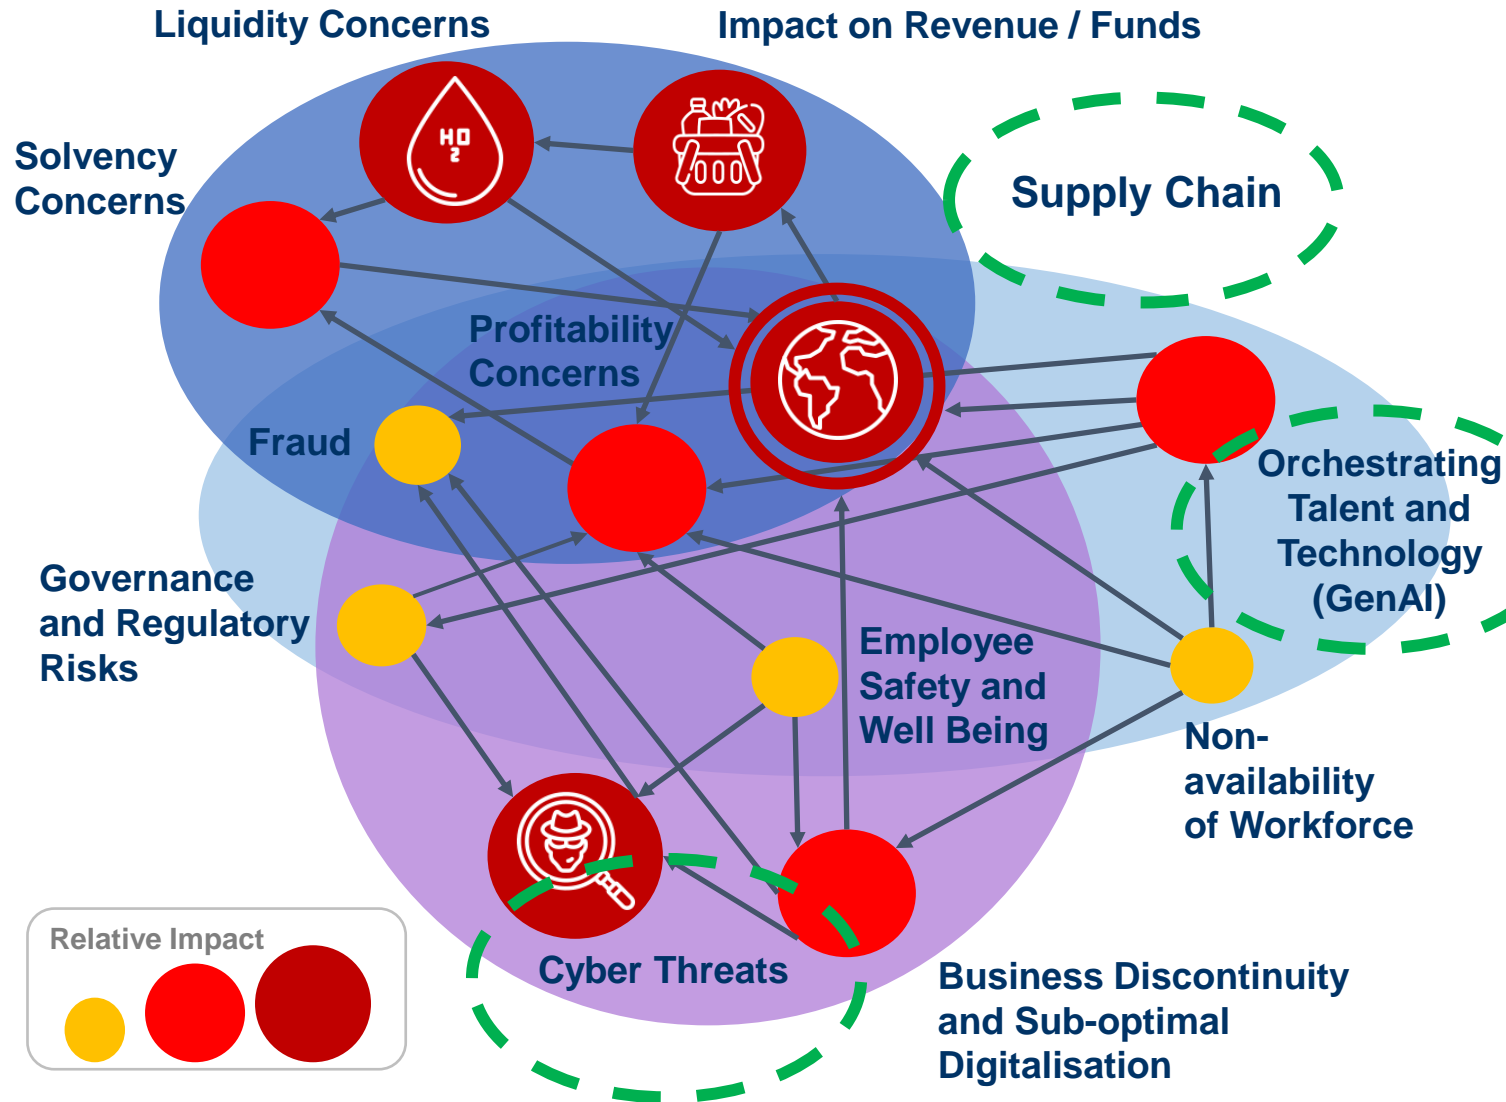 Liquidity Concerns
Impact on Revenue / Funds
HO
2
Solvency
Concerns
Supply Chain
Profitability
Concerns
Fraud
Orchestrating
Talent and
Technology
(GenAI)
Governance
and Regulatory
Risks
Employee
Safety and
Well Being
Non-
availability
of Workforce
Cyber Threats
Business Discontinuity
and Sub-optimal
Digitalisation
Relative Impact